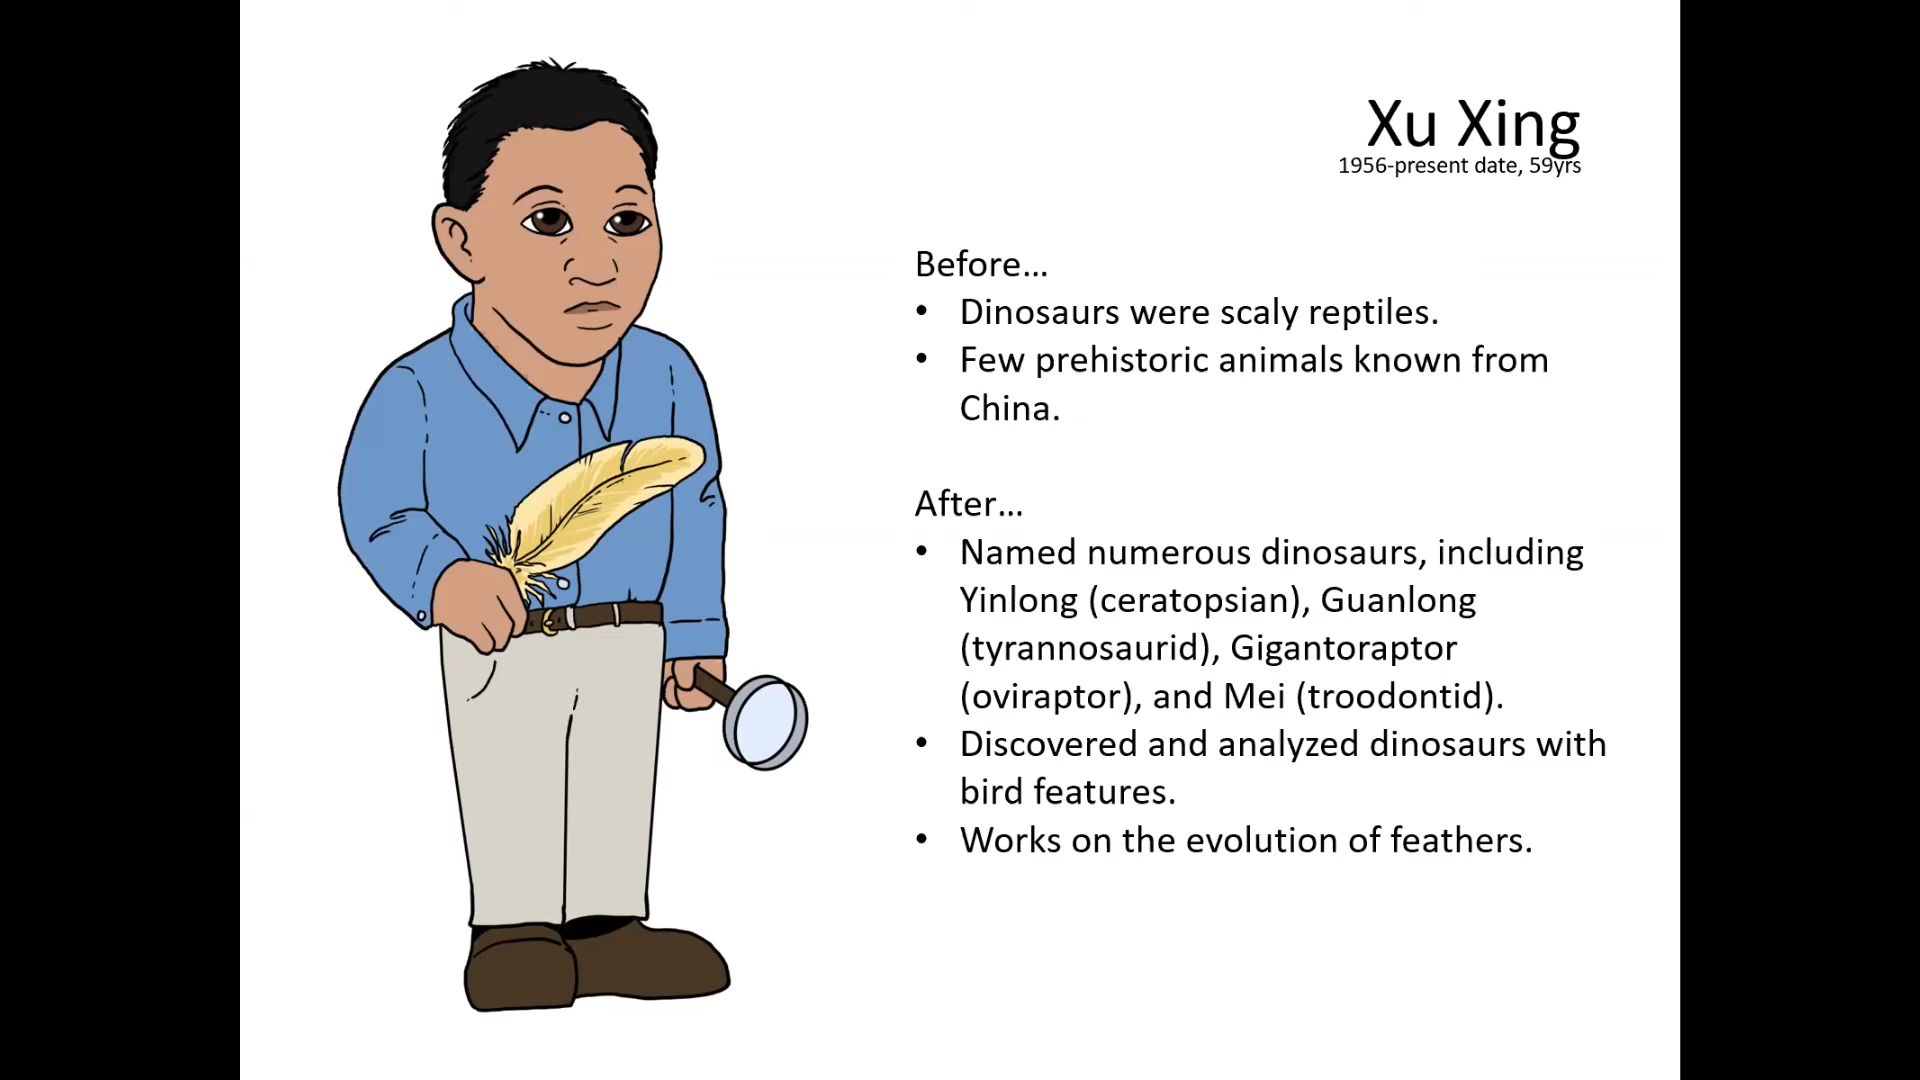 Xu Xing
1956-present date, 59yrs
Before…
• Dinosaurs were scaly reptiles.
• Few prehistoric animals known from
China.
After…
• Named numerous dinosaurs, including
Yinlong (ceratopsian), Guanlong
(tyrannosaurid), Gigantoraptor
(oviraptor), and Mei (troodontid).
• Discovered and analyzed dinosaurs with
bird features.
• Works on the evolution of feathers.